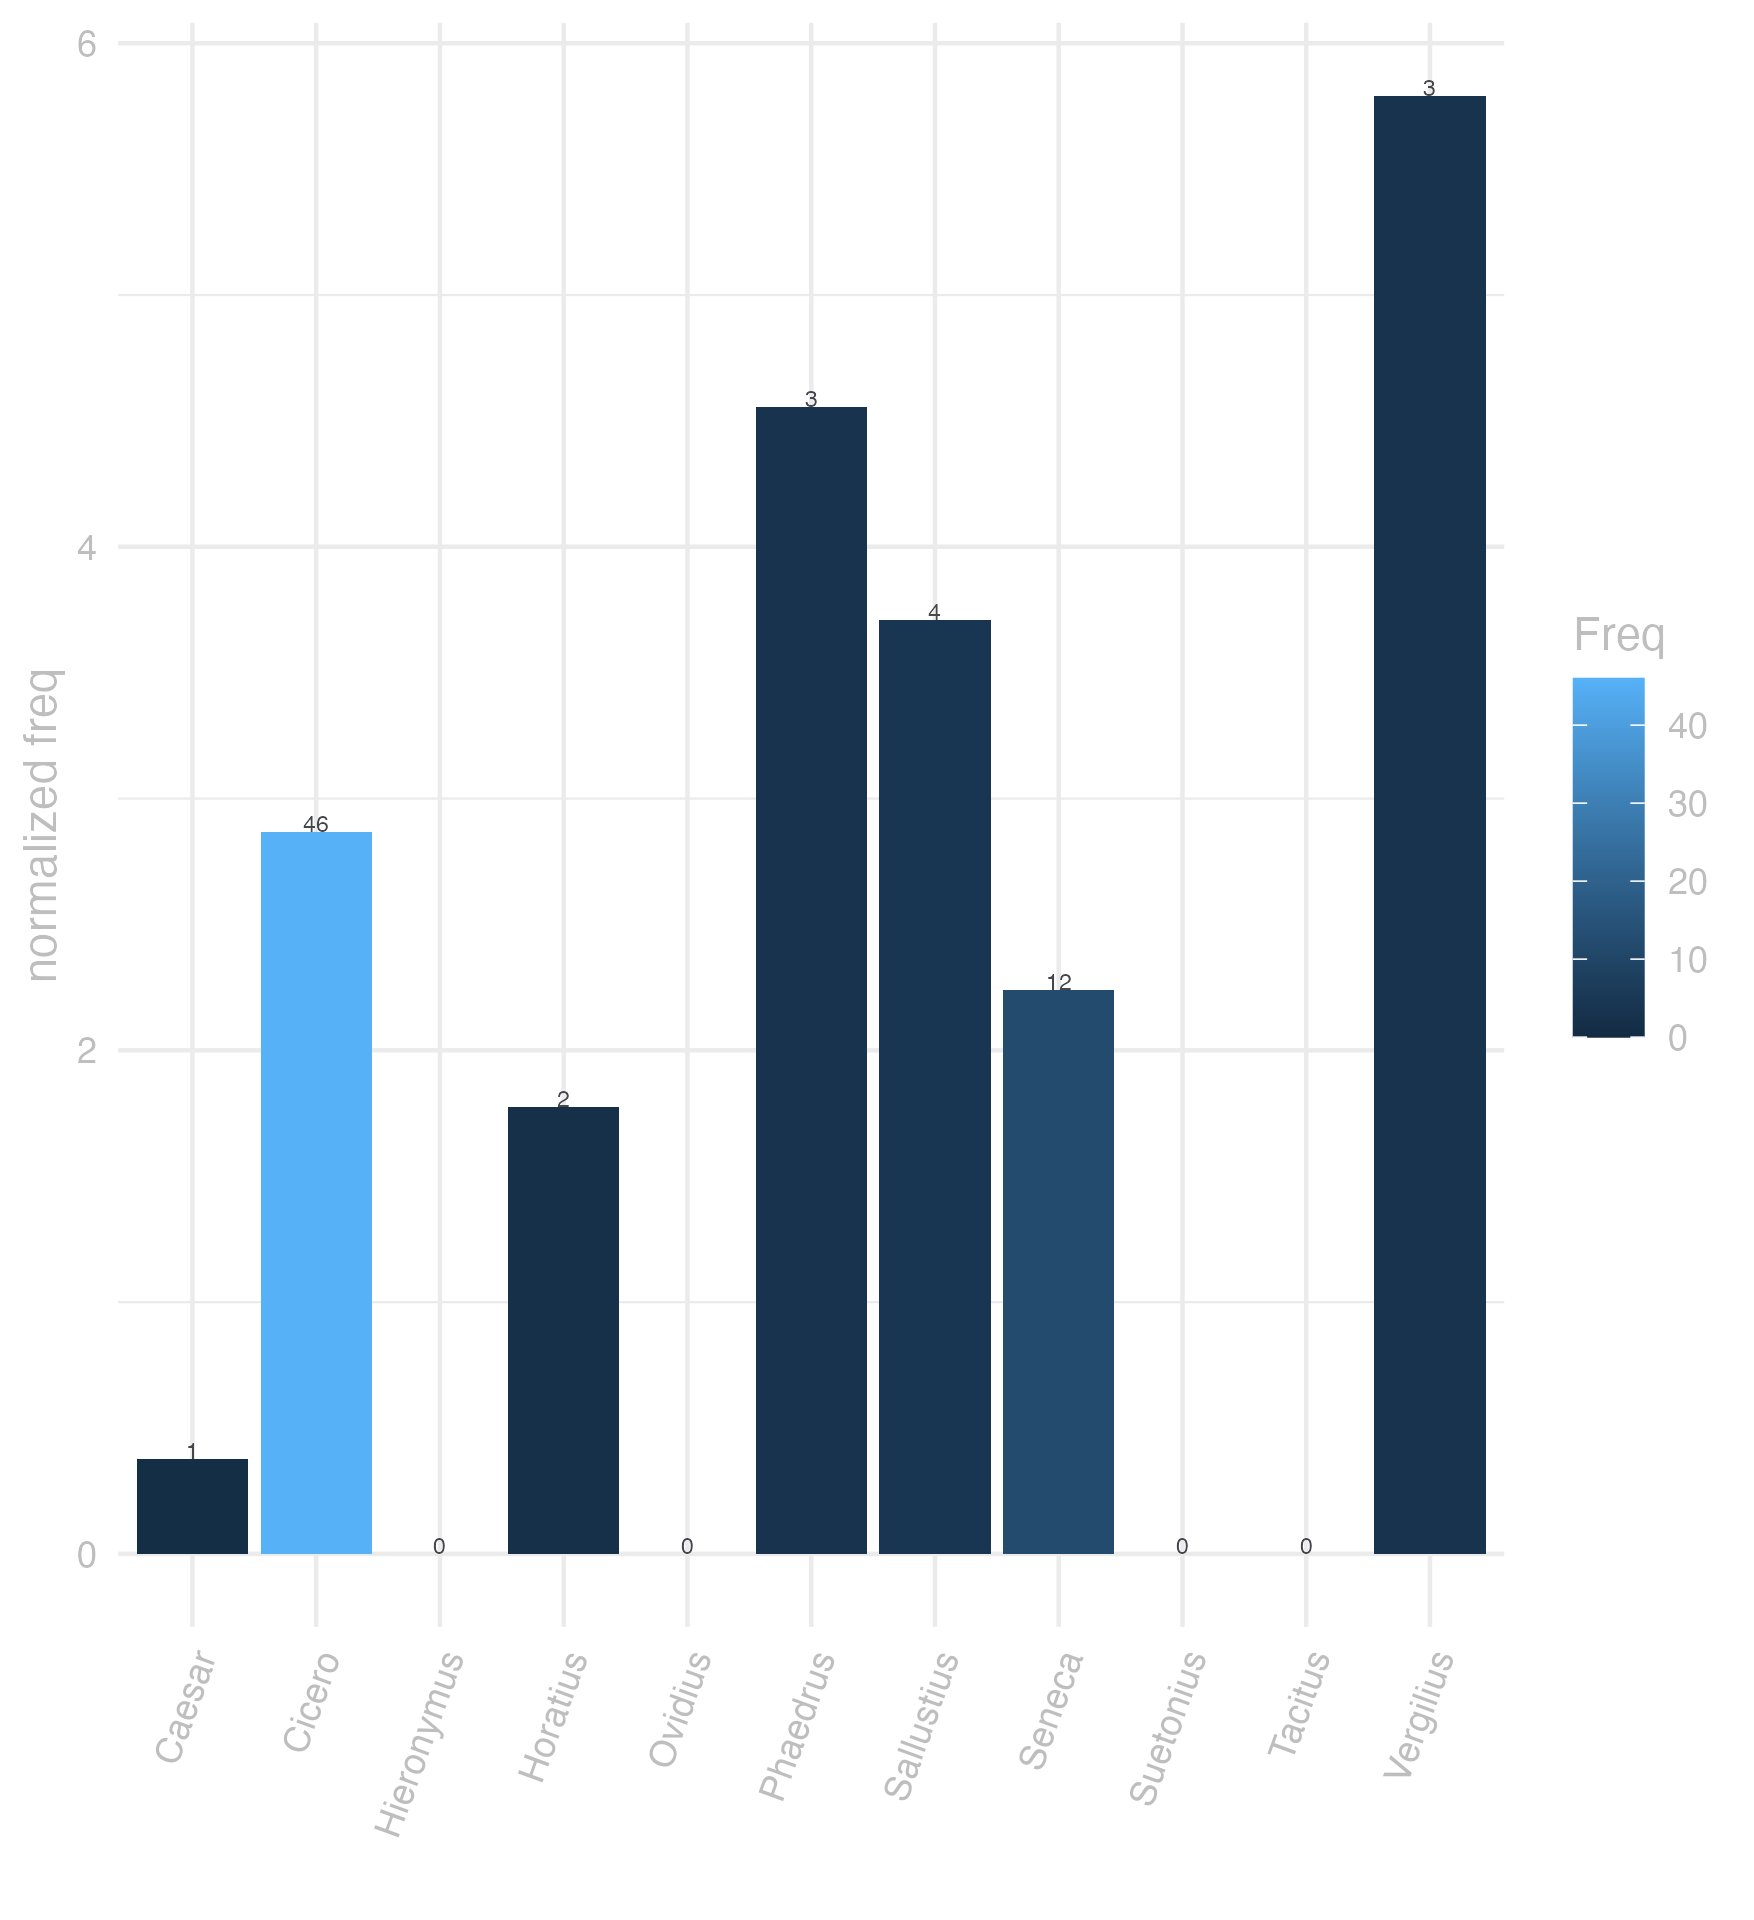 normalized freq
6
4
2
0
1
46
0
2
0
3
4
12
0
0
3
Caesar
Cicero
Hieronymus
Horatius
Ovidius
Phaedrus
Sallustius
Seneca
Suetonius
Tacitus
Vergilius
Freq
40
30
20
10
0